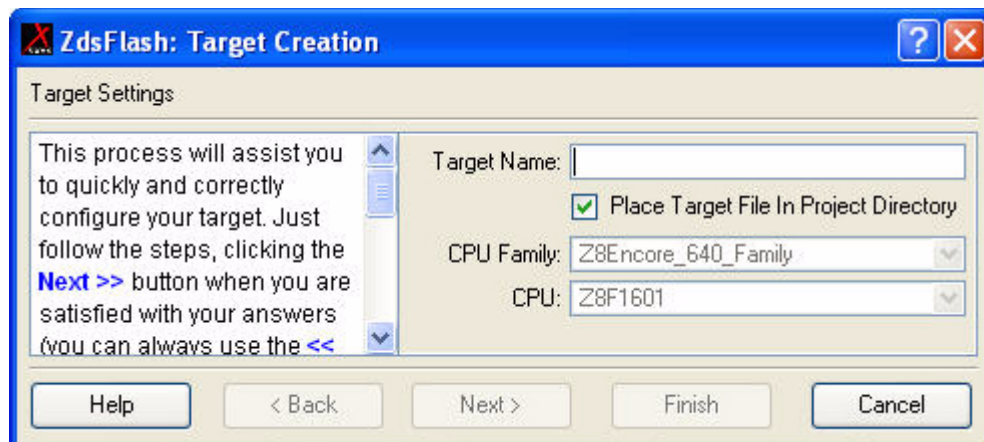 ZdsFlash: Target Creation
Target Settings
This process will assist you
to quickly and correctly
configure your target. Just
follow the steps, clicking the
Next >> button when you are
satisfied with your answers
(you can always use the <<
Target Name:
Place Target File In Project Directory
CPU Family: Z8Encore_640_Family
CPU: Z8F1601
Help < Back Next > Finish Cancel